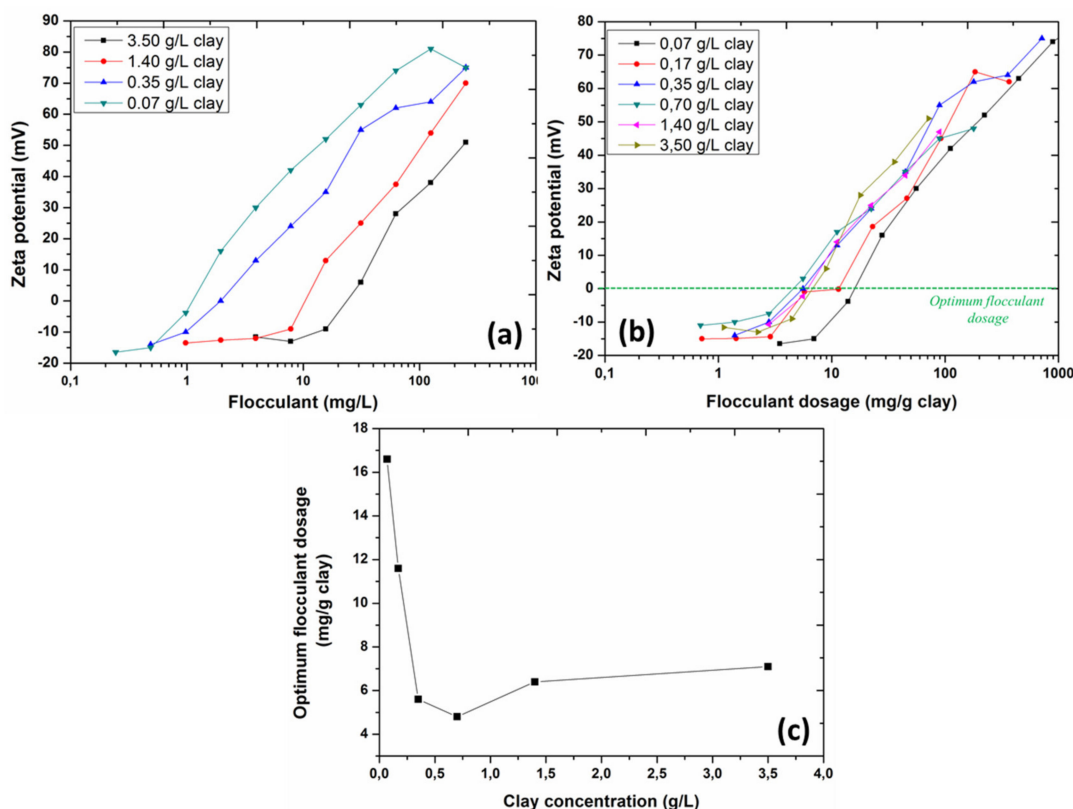 90
80
70
60
50
40
30
20
10
0
-10
-20
Zeta potential (mV)
3.50 g/L clay
1.40 g/L clay
0.35 g/L clay
0.07 g/L clay
(a)
0,1
1
10
100
Flocculant (mg/L)
80
70
60
50
40
30
20
10
0
-10
-20
Zeta potential (mV)
0,07 g/L clay
0,17 g/L clay
0,35 g/L clay
0,70 g/L clay
1,40 g/L clay
3,50 g/L clay
Optimum flocculant
dosage
(b)
0,1
1
10
100
1000
Flocculant dosage (mg/g clay)
18
16
14
12
10
8
6
4
Optimum flocculant dosage
(mg/g clay)
(c)
0,0
0,5
1,0
1,5
2,0
2,5
3,0
3,5
4,0
Clay concentration (g/L)